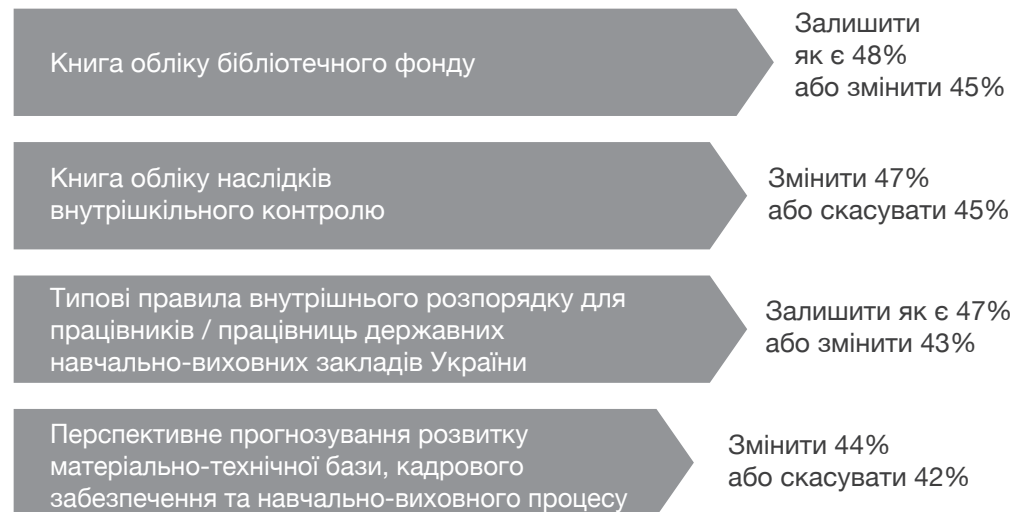 Книга обліку бібліотечного фонду
Залишити
як є 48%
або змінити 45%
Книга обліку наслідків
внутрішкільного контролю
Змінити 47%
або скасувати 45%
Типові правила внутрішнього розпорядку для
працівників / працівниць державних
навчально-виховних закладів України
Залишити як є 47%
або змінити 43%
Перспективне прогнозування розвитку
матеріально-технічної бази, кадрового
забезпечення та навчально-виховного процесу
Змінити 44%
або скасувати 42%